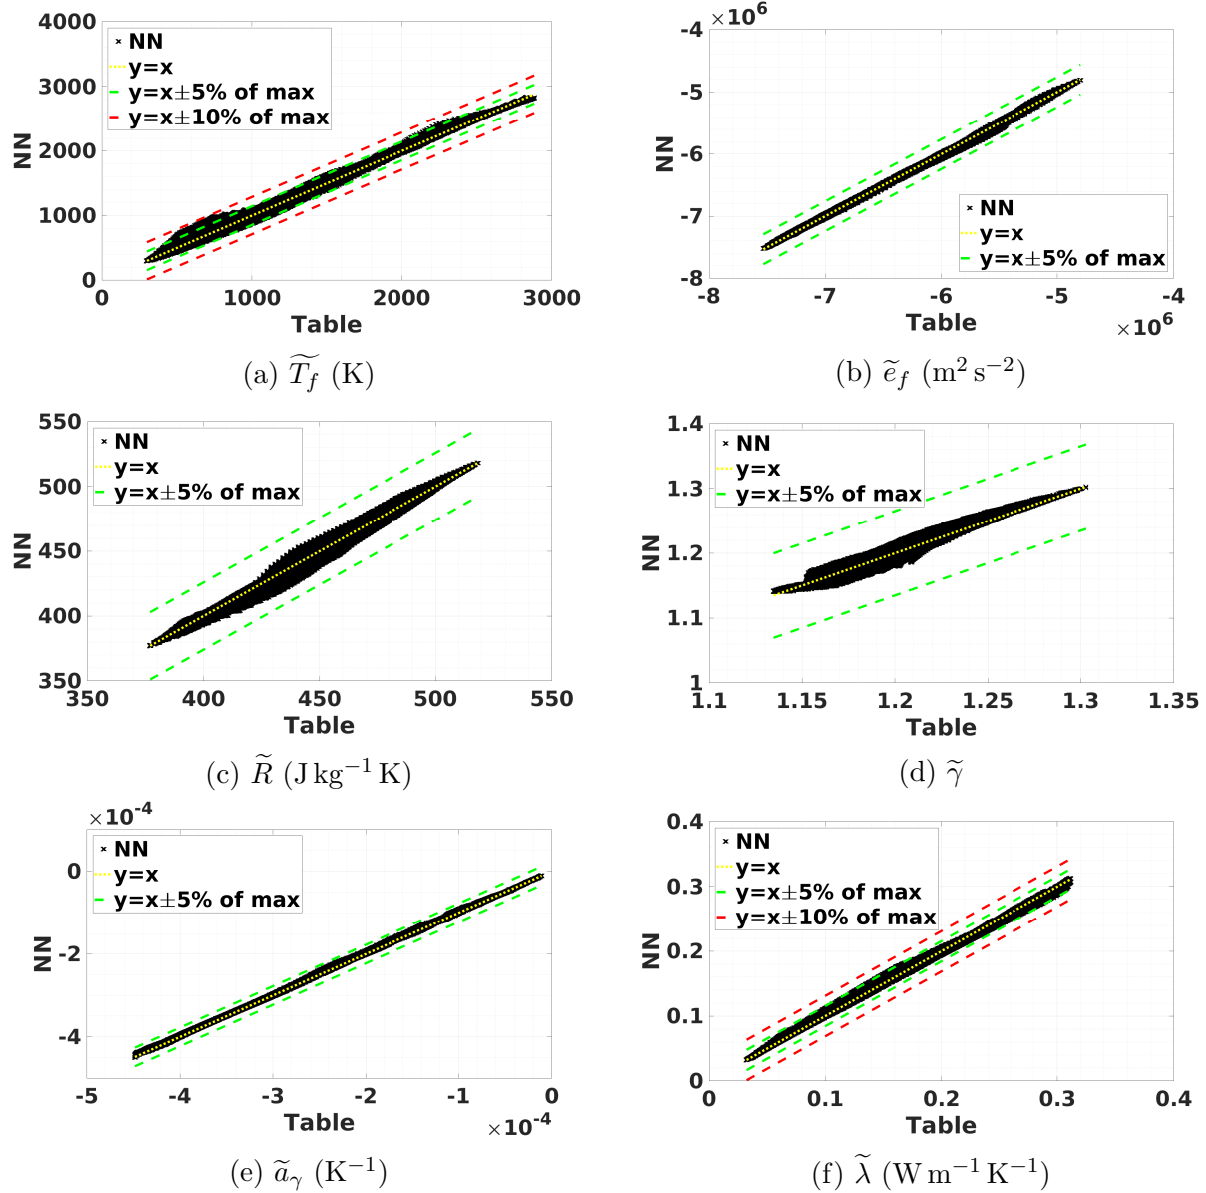 4000
3000
2000
1000
0
NN
NN
y=x
y=x±5% of max
y=x±10% of max
0
1000
2000
3000
Table
(a) $\widetilde{T_f}$ (K)
×10⁶
-4
-5
-6
-7
-8
NN
NN
y=x
y=x±5% of max
-8
-7
-6
-5
-4
Table
×10⁶
(b) $\widetilde{e}_f$ (m² s⁻²)
550
500
450
400
350
NN
NN
y=x
y=x±5% of max
350
400
450
500
550
Table
(c) $\widetilde{R}$ (J kg⁻¹ K)
1.4
1.3
1.2
1.1
1
NN
NN
y=x
y=x±5% of max
1.1
1.15
1.2
1.25
1.3
1.35
Table
(d) $\widetilde{\gamma}$
×10⁻⁴
0
-2
-4
NN
NN
y=x
y=x±5% of max
-5
-4
-3
-2
-1
0
Table
×10⁻⁴
(e) $\widetilde{a}_\gamma$ (K⁻¹)
0.4
0.3
0.2
0.1
0
NN
NN
y=x
y=x±5% of max
y=x±10% of max
0
0.1
0.2
0.3
0.4
Table
(f) $\widetilde{\lambda}$ (W m⁻¹ K⁻¹)